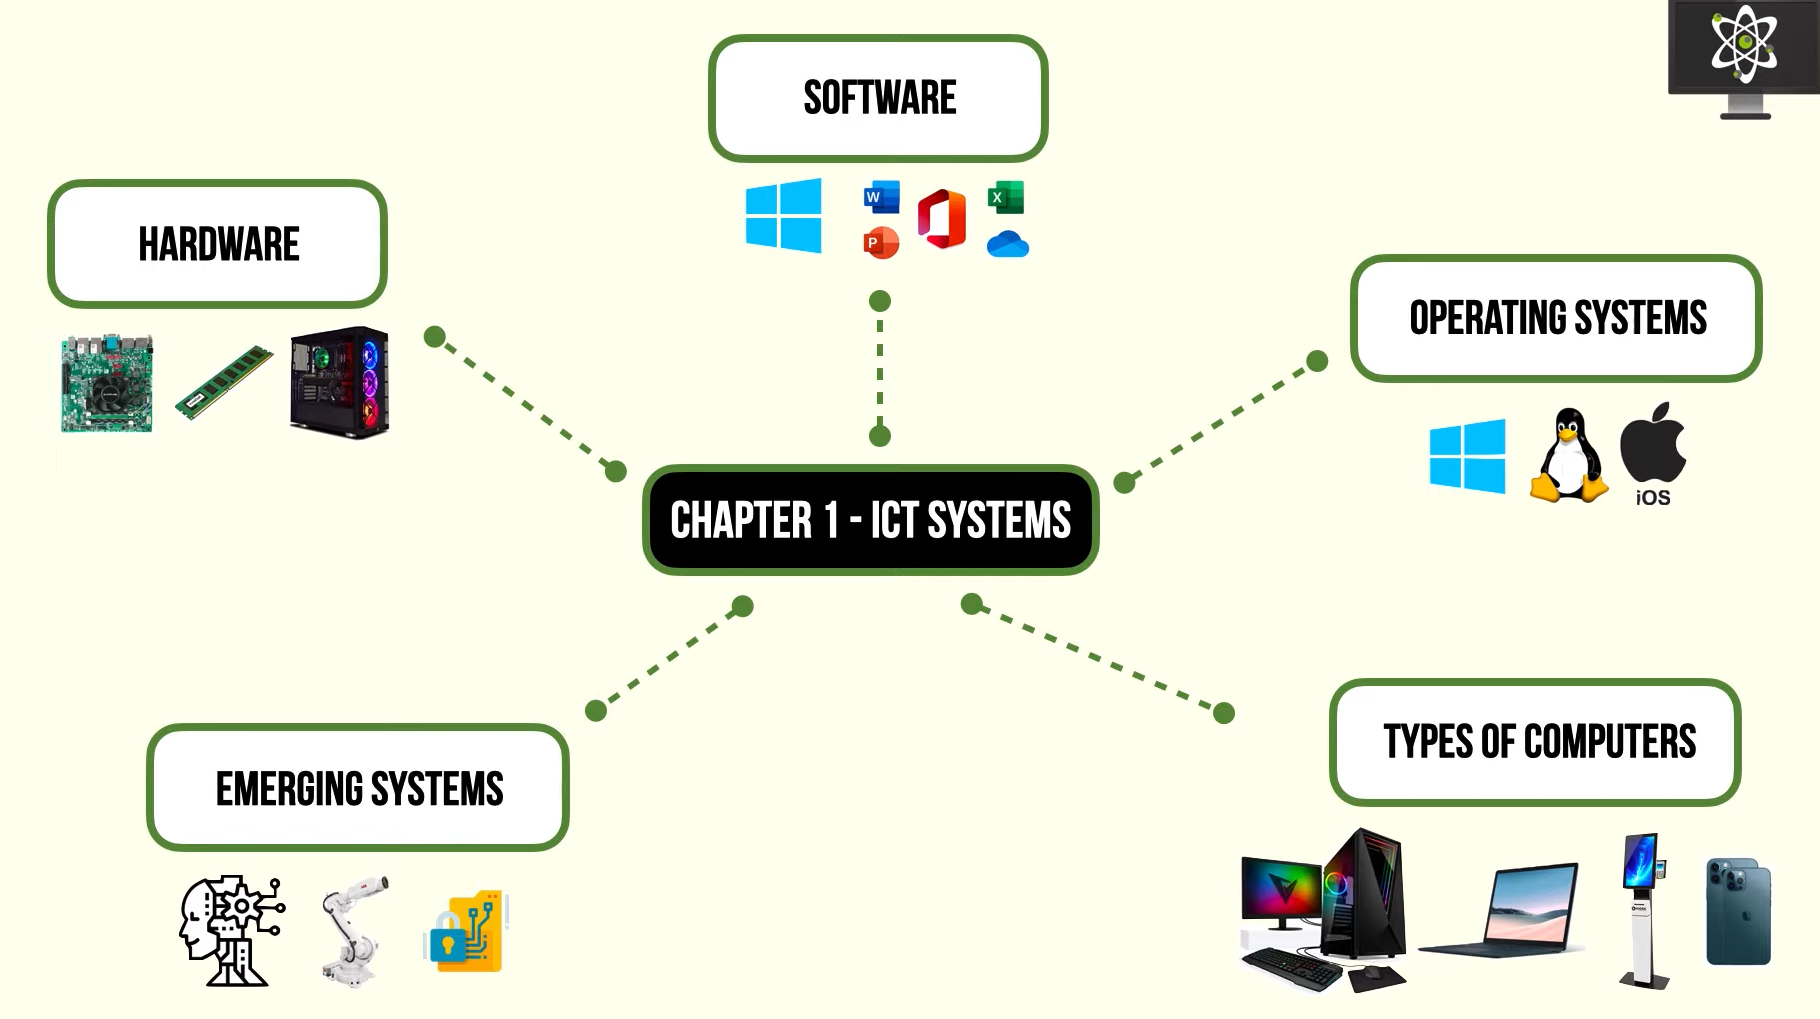 SOFTWARE
W
X
P
HARDWARE
OPERATING SYSTEMS
iOS
CHAPTER 1 - ICT SYSTEMS
TYPES OF COMPUTERS
EMERGING SYSTEMS